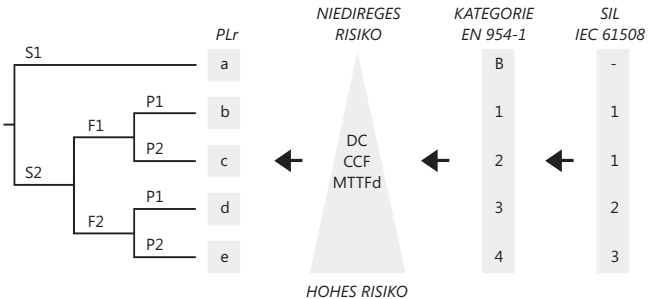 NIEDIREGES
RISIKO
KATEGORIE
EN 954-1
SIL
IEC 61508
PLr
S1
a
B
-
P1
b
1
1
F1
DC
P2
c
CCF
2
1
MTTFd
S2
P1
d
3
2
F2
P2
e
4
3
HOHES RISIKO